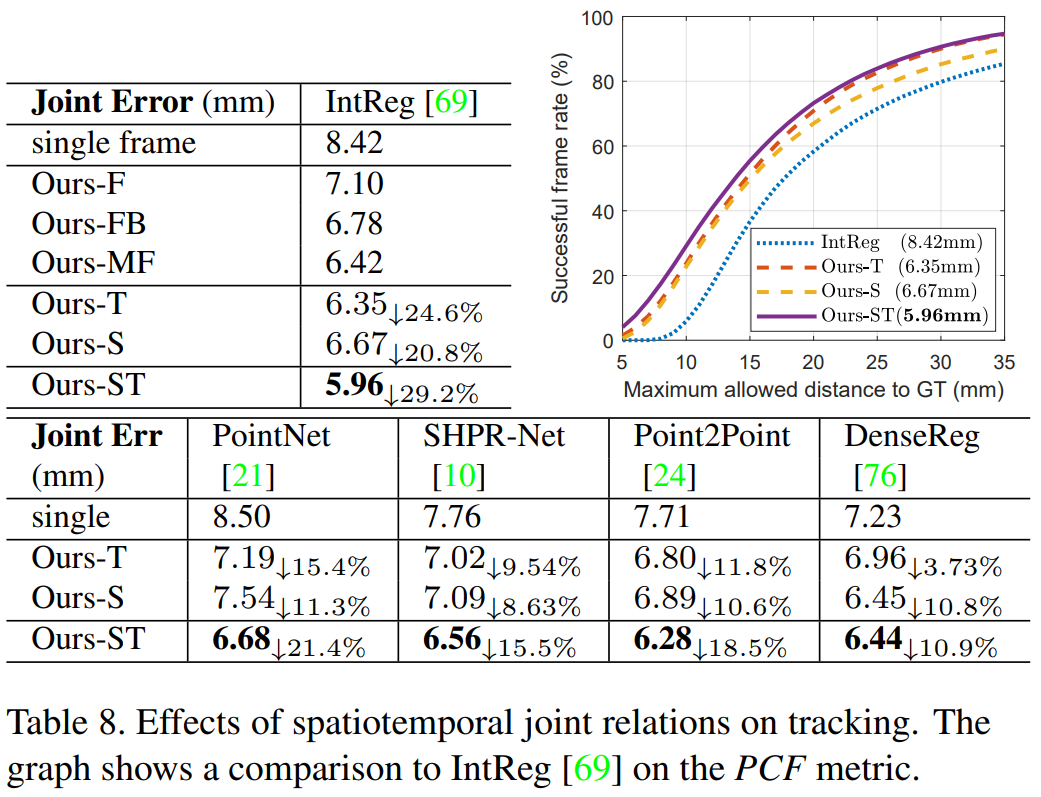 Joint Error (mm) IntReg [69]
single frame 8.42
Ours-F 7.10
Ours-FB 6.78
Ours-MF 6.42
Ours-T 6.35↓24.6%
Ours-S 6.67↓20.8%
Ours-ST 5.96↓29.2%
Successful frame rate (%)
100
80
60
40
20
0
IntReg (8.42mm)
Ours-T (6.35mm)
Ours-S (6.67mm)
Ours-ST(5.96mm)
5 10 15 20 25 30 35
Maximum allowed distance to GT (mm)
Joint Err PointNet SHPR-Net Point2Point DenseReg
(mm) [21] [10] [24] [76]
single 8.50 7.76 7.71 7.23
Ours-T 7.19↓15.4% 7.02↓9.54% 6.80↓11.8% 6.96↓3.73%
Ours-S 7.54↓11.3% 7.09↓8.63% 6.89↓10.6% 6.45↓10.8%
Ours-ST 6.68↓21.4% 6.56↓15.5% 6.28↓18.5% 6.44↓10.9%
Table 8. Effects of spatiotemporal joint relations on tracking. The
graph shows a comparison to IntReg [69] on the PCF metric.